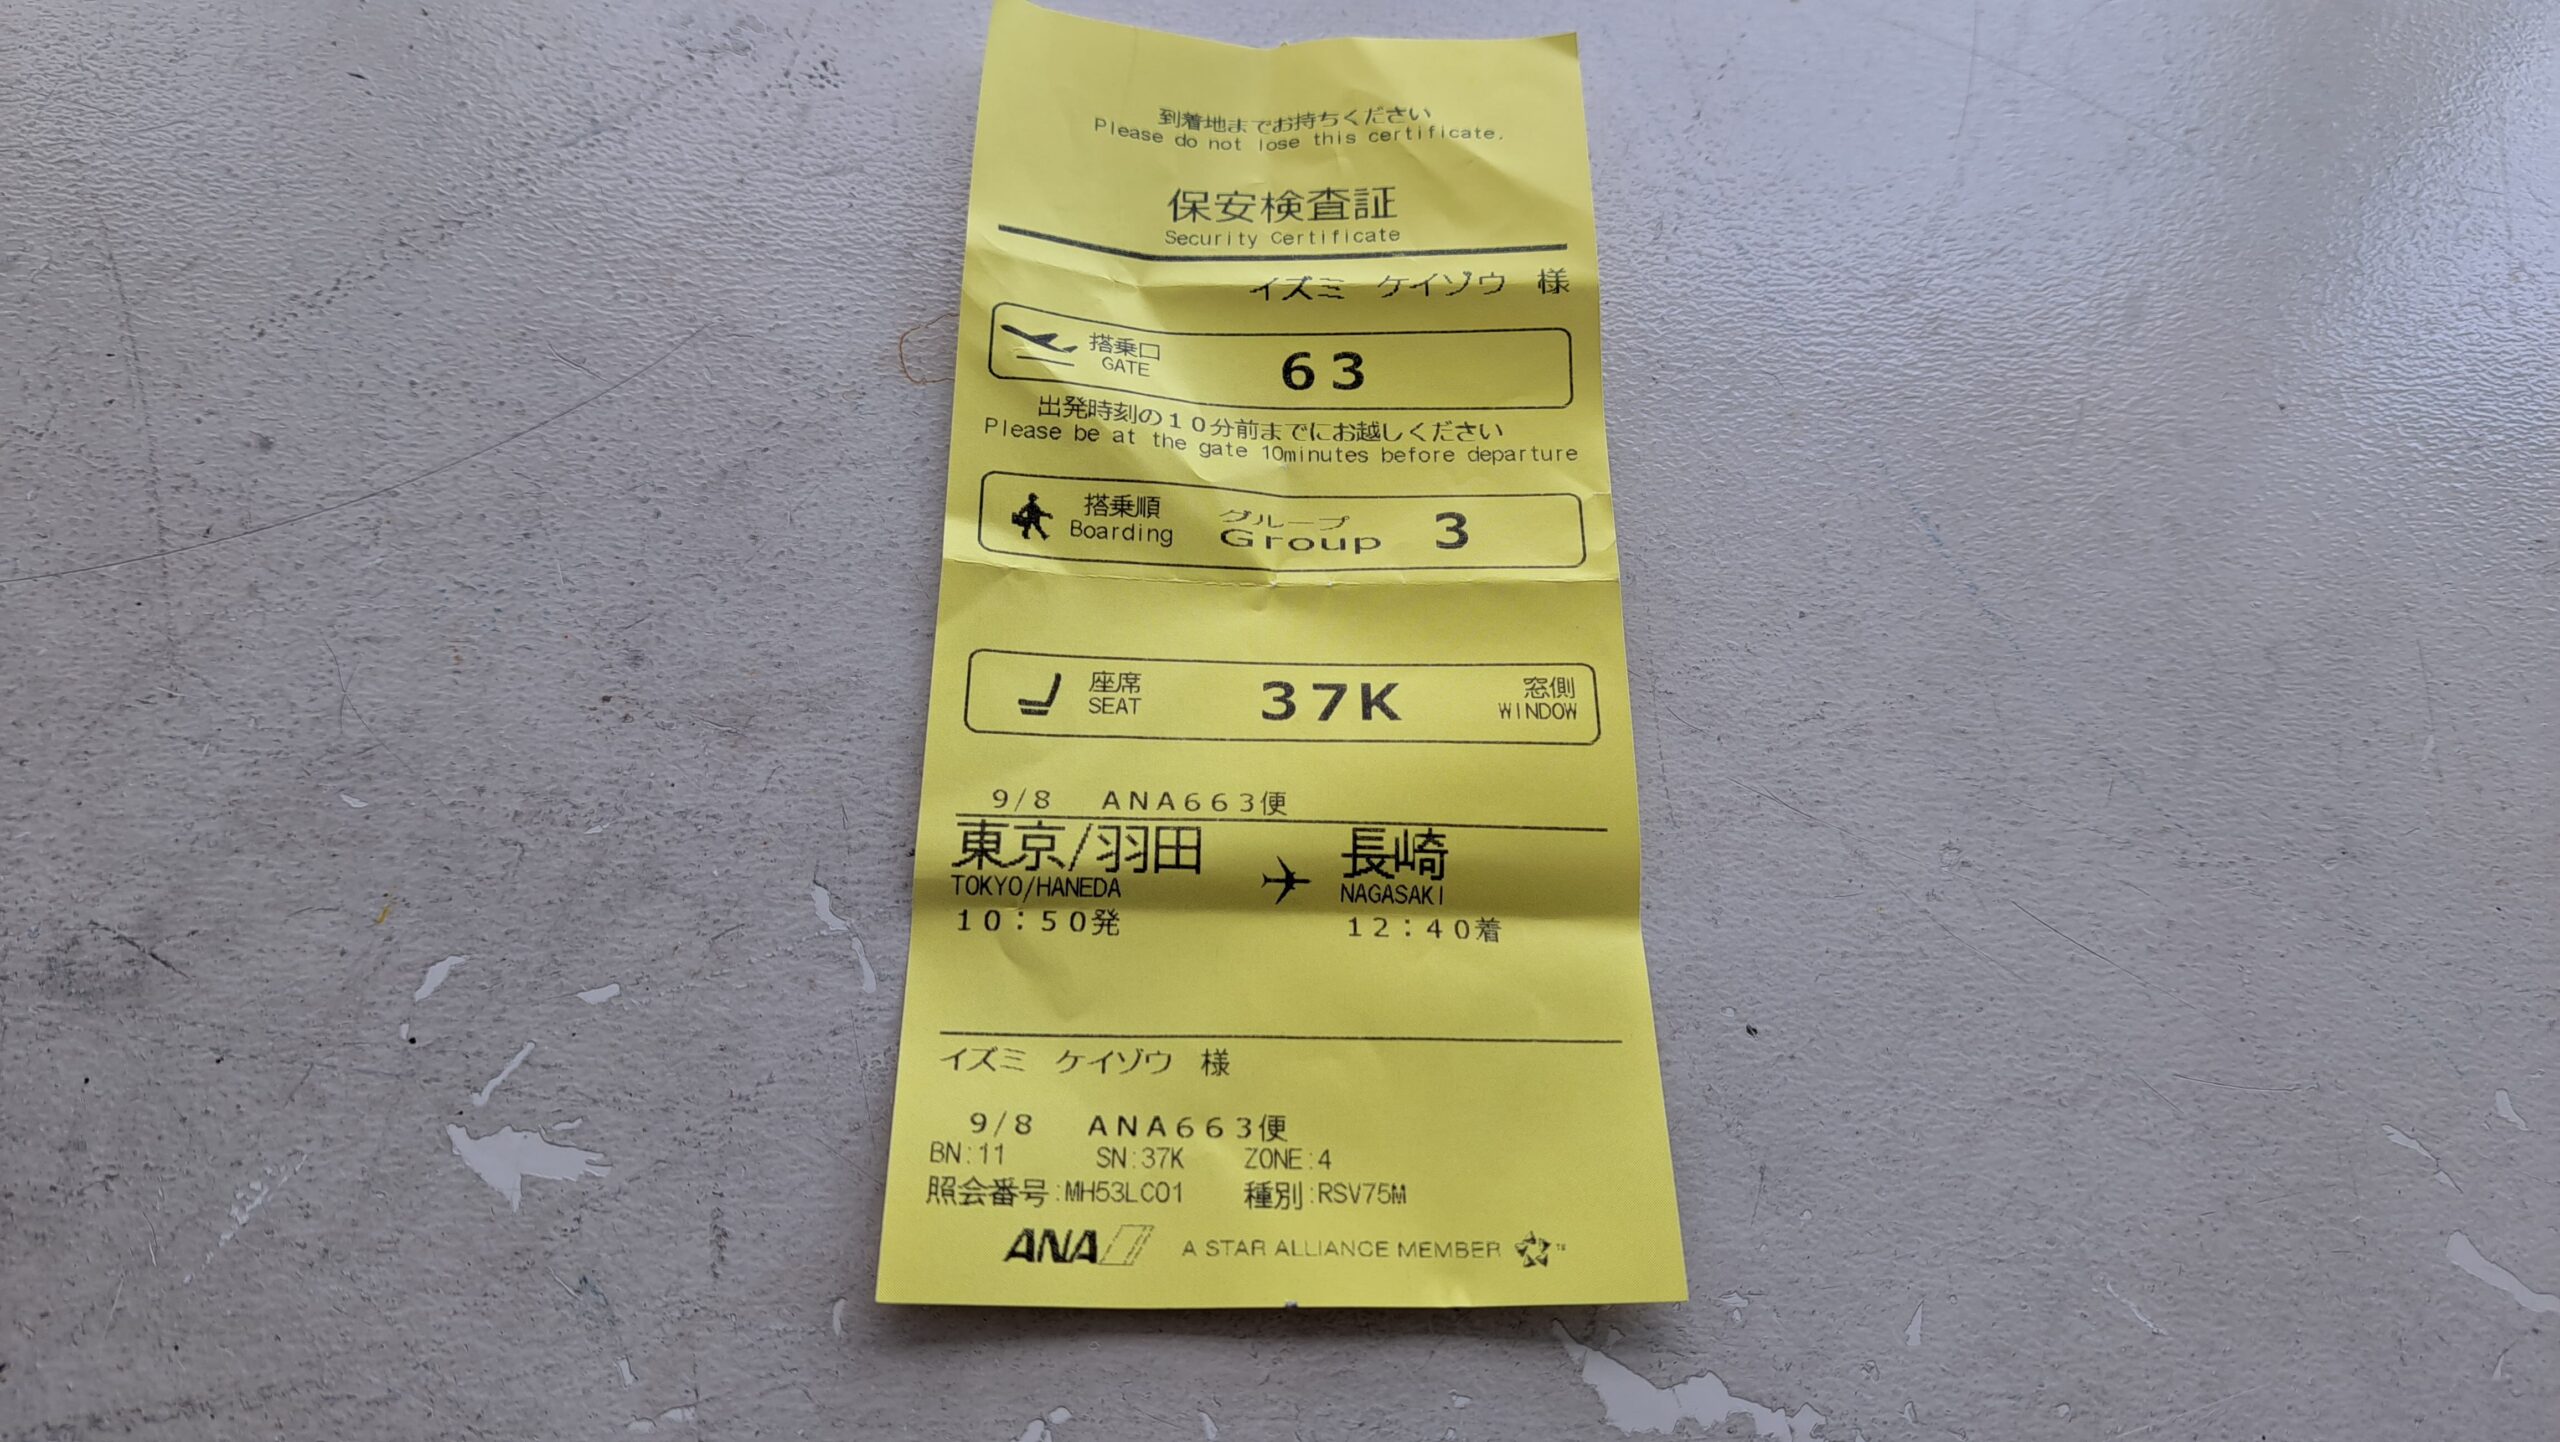 到着地までお持ちください
Please do not lose this certificate.
保安検査証
Security Certificate
イズミ ケイゾウ 様
搭乗口 63
GATE
出発時刻の10分前までにお越しください
Please be at the gate 10minutes before departure
搭乗順 グループ 3
Boarding Group
座席 37K 窓側
SEAT WINDOW
9/8 ANA663便
東京/羽田 長崎
TOKYO/HANEDA NAGASAKI
10:50発 12:40着
イズミ ケイゾウ 様
9/8 ANA663便
BN:11 SN:37K ZONE:4
照会番号:MH53LC01 種別:RSV75M
ANA A STAR ALLIANCE MEMBER TM